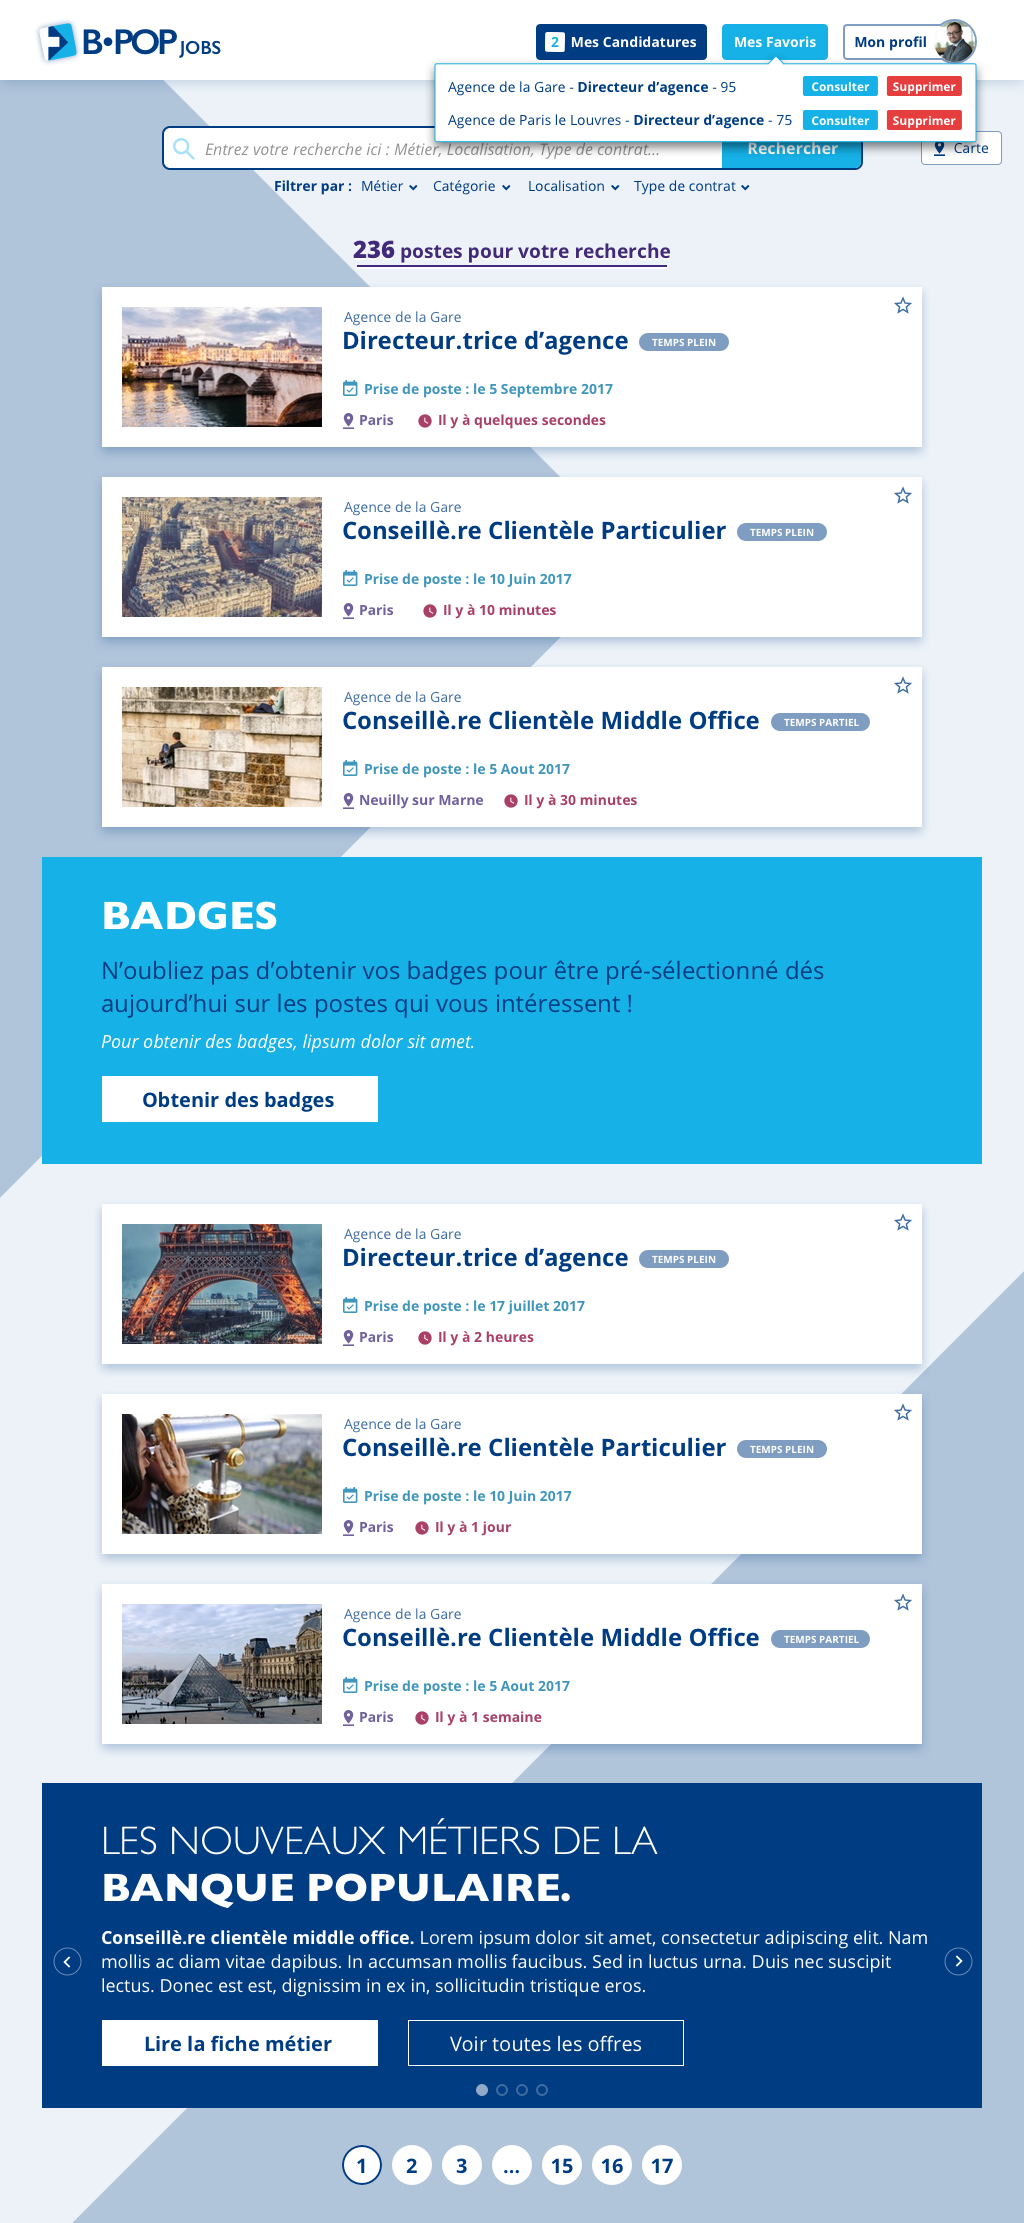 B•POP JOBS
2 Mes Candidatures
Mes Favoris
Mon profil
Agence de la Gare - Directeur d’agence - 95 Consulter Supprimer
Agence de Paris le Louvres - Directeur d’agence - 75 Consulter Supprimer
Entrez votre recherche ici : Métier, Localisation, Type de contrat...
Rechercher
Carte
Filtrer par : Métier Catégorie Localisation Type de contrat
236 postes pour votre recherche
Agence de la Gare
Directeur.trice d’agence TEMPS PLEIN
Prise de poste : le 5 Septembre 2017
Paris Il y à quelques secondes
Agence de la Gare
Conseillè.re Clientèle Particulier TEMPS PLEIN
Prise de poste : le 10 Juin 2017
Paris Il y à 10 minutes
Agence de la Gare
Conseillè.re Clientèle Middle Office TEMPS PARTIEL
Prise de poste : le 5 Aout 2017
Neuilly sur Marne Il y à 30 minutes
BADGES
N’oubliez pas d’obtenir vos badges pour être pré-sélectionné dés
aujourd’hui sur les postes qui vous intéressent !
Pour obtenir des badges, lipsum dolor sit amet.
Obtenir des badges
Agence de la Gare
Directeur.trice d’agence TEMPS PLEIN
Prise de poste : le 17 juillet 2017
Paris Il y à 2 heures
Agence de la Gare
Conseillè.re Clientèle Particulier TEMPS PLEIN
Prise de poste : le 10 Juin 2017
Paris Il y à 1 jour
Agence de la Gare
Conseillè.re Clientèle Middle Office TEMPS PARTIEL
Prise de poste : le 5 Aout 2017
Paris Il y à 1 semaine
LES NOUVEAUX MÉTIERS DE LA
BANQUE POPULAIRE.
Conseillè.re clientèle middle office. Lorem ipsum dolor sit amet, consectetur adipiscing elit. Nam
mollis ac diam vitae dapibus. In accumsan mollis faucibus. Sed in luctus urna. Duis nec suscipit
lectus. Donec est est, dignissim in ex in, sollicitudin tristique eros.
Lire la fiche métier
Voir toutes les offres
1 2 3 ... 15 16 17